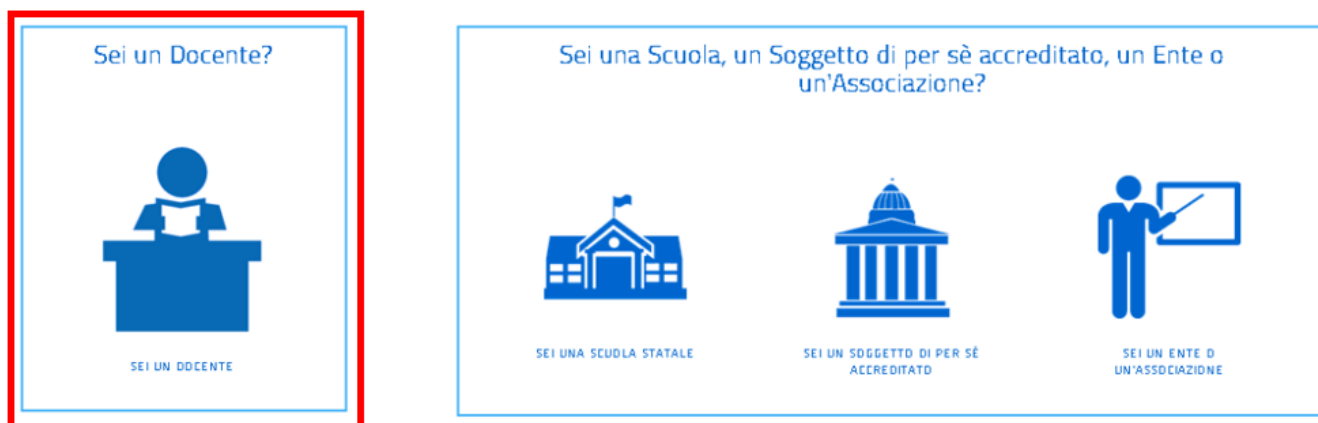 Sei un Docente?
SEI UN DOCENTE
Sei una Scuola, un Soggetto di per sè accreditato, un Ente o
un'Associazione?
SEI UNA SCUOLA STATALE
SEI UN SOGGETTO DI PER SÉ
ACCREDITATO
SEI UN ENTE O
UN'ASSOCIAZIONE